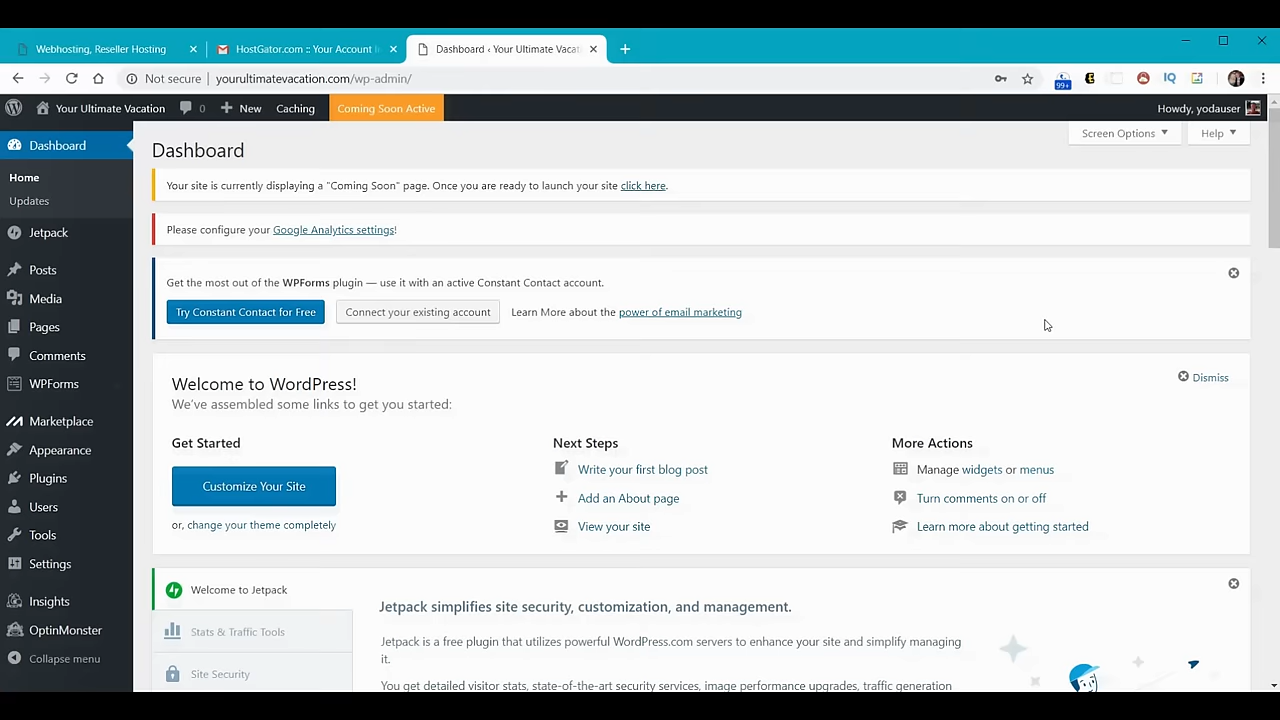 Webhosting, Reseller Hosting
HostGator.com :: Your Account I
Dashboard ‹ Your Ultimate Vacat
Not secure
yourultimatevacation.com/wp-admin/
99+
IQ
Your Ultimate Vacation
0
New
Caching
Coming Soon Active
Howdy, yodauser
Dashboard
Home
Updates
Jetpack
Posts
Media
Pages
Comments
WPForms
Marketplace
Appearance
Plugins
Users
Tools
Settings
Insights
OptinMonster
Collapse menu
Screen Options
Help
Dashboard
Your site is currently displaying a "Coming Soon" page. Once you are ready to launch your site click here.
Please configure your Google Analytics settings!
Get the most out of the WPForms plugin — use it with an active Constant Contact account.
Try Constant Contact for Free
Connect your existing account
Learn More about the power of email marketing
Welcome to WordPress!
We've assembled some links to get you started:
Dismiss
Get Started
Customize Your Site
or, change your theme completely
Next Steps
Write your first blog post
Add an About page
View your site
More Actions
Manage widgets or menus
Turn comments on or off
Learn more about getting started
Welcome to Jetpack
Stats & Traffic Tools
Site Security
Jetpack simplifies site security, customization, and management.
Jetpack is a free plugin that utilizes powerful WordPress.com servers to enhance your site and simplify managing
it.
You get detailed visitor stats, state-of-the-art security services, image performance upgrades, traffic generation